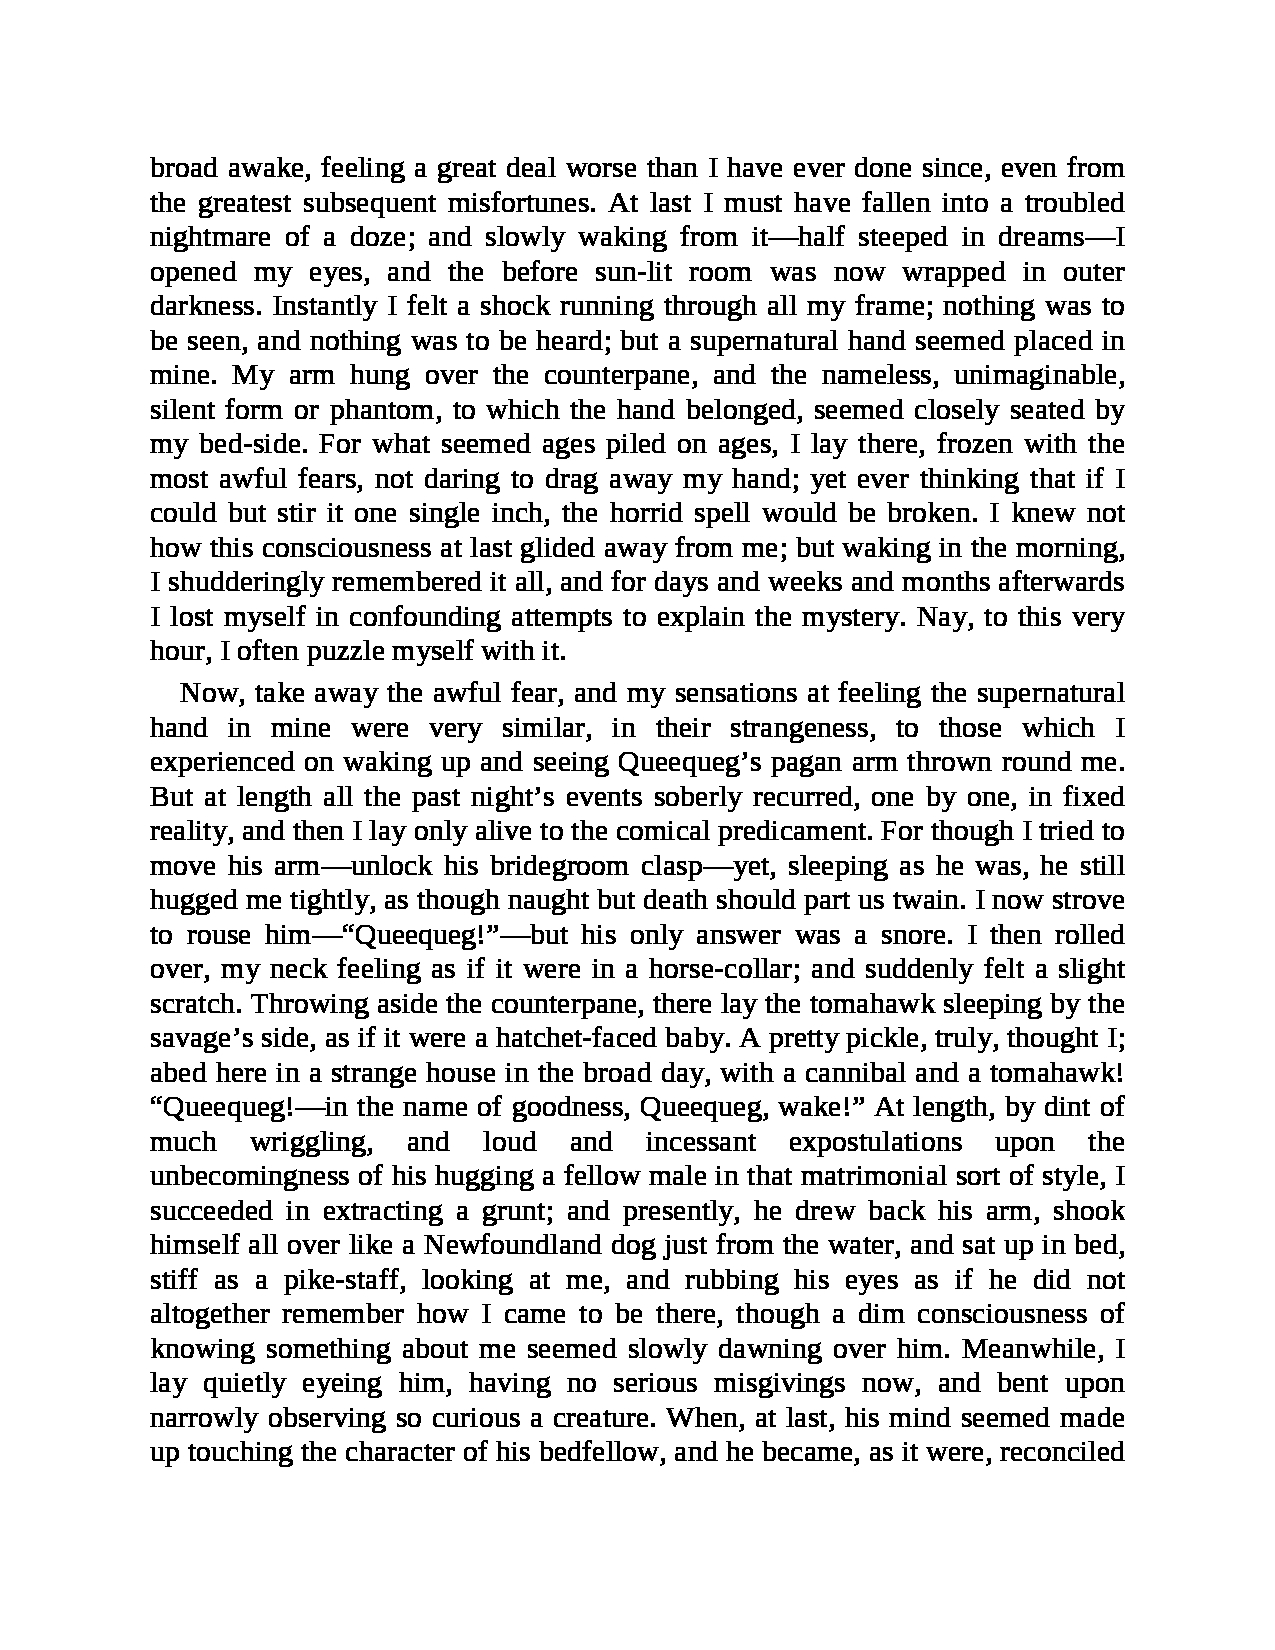 broad awake, feeling a great deal worse than I have ever done since, even from
the greatest subsequent misfortunes. At last I must have fallen into a troubled
nightmare of a doze; and slowly waking from it—half steeped in dreams—I
opened my eyes, and the before sun-lit room was now wrapped in outer
darkness. Instantly I felt a shock running through all my frame; nothing was to
be seen, and nothing was to be heard; but a supernatural hand seemed placed in
mine. My arm hung over the counterpane, and the nameless, unimaginable,
silent form or phantom, to which the hand belonged, seemed closely seated by
my bed-side. For what seemed ages piled on ages, I lay there, frozen with the
most awful fears, not daring to drag away my hand; yet ever thinking that if I
could but stir it one single inch, the horrid spell would be broken. I knew not
how this consciousness at last glided away from me; but waking in the morning,
I shudderingly remembered it all, and for days and weeks and months afterwards
I lost myself in confounding attempts to explain the mystery. Nay, to this very
hour, I often puzzle myself with it.
Now, take away the awful fear, and my sensations at feeling the supernatural
hand in mine were very similar, in their strangeness, to those which I
experienced on waking up and seeing Queequeg’s pagan arm thrown round me.
But at length all the past night’s events soberly recurred, one by one, in fixed
reality, and then I lay only alive to the comical predicament. For though I tried to
move his arm—unlock his bridegroom clasp—yet, sleeping as he was, he still
hugged me tightly, as though naught but death should part us twain. I now strove
to rouse him—“Queequeg!”—but his only answer was a snore. I then rolled
over, my neck feeling as if it were in a horse-collar; and suddenly felt a slight
scratch. Throwing aside the counterpane, there lay the tomahawk sleeping by the
savage’s side, as if it were a hatchet-faced baby. A pretty pickle, truly, thought I;
abed here in a strange house in the broad day, with a cannibal and a tomahawk!
“Queequeg!—in the name of goodness, Queequeg, wake!” At length, by dint of
much wriggling, and loud and incessant expostulations upon the
unbecomingness of his hugging a fellow male in that matrimonial sort of style, I
succeeded in extracting a grunt; and presently, he drew back his arm, shook
himself all over like a Newfoundland dog just from the water, and sat up in bed,
stiff as a pike-staff, looking at me, and rubbing his eyes as if he did not
altogether remember how I came to be there, though a dim consciousness of
knowing something about me seemed slowly dawning over him. Meanwhile, I
lay quietly eyeing him, having no serious misgivings now, and bent upon
narrowly observing so curious a creature. When, at last, his mind seemed made
up touching the character of his bedfellow, and he became, as it were, reconciled